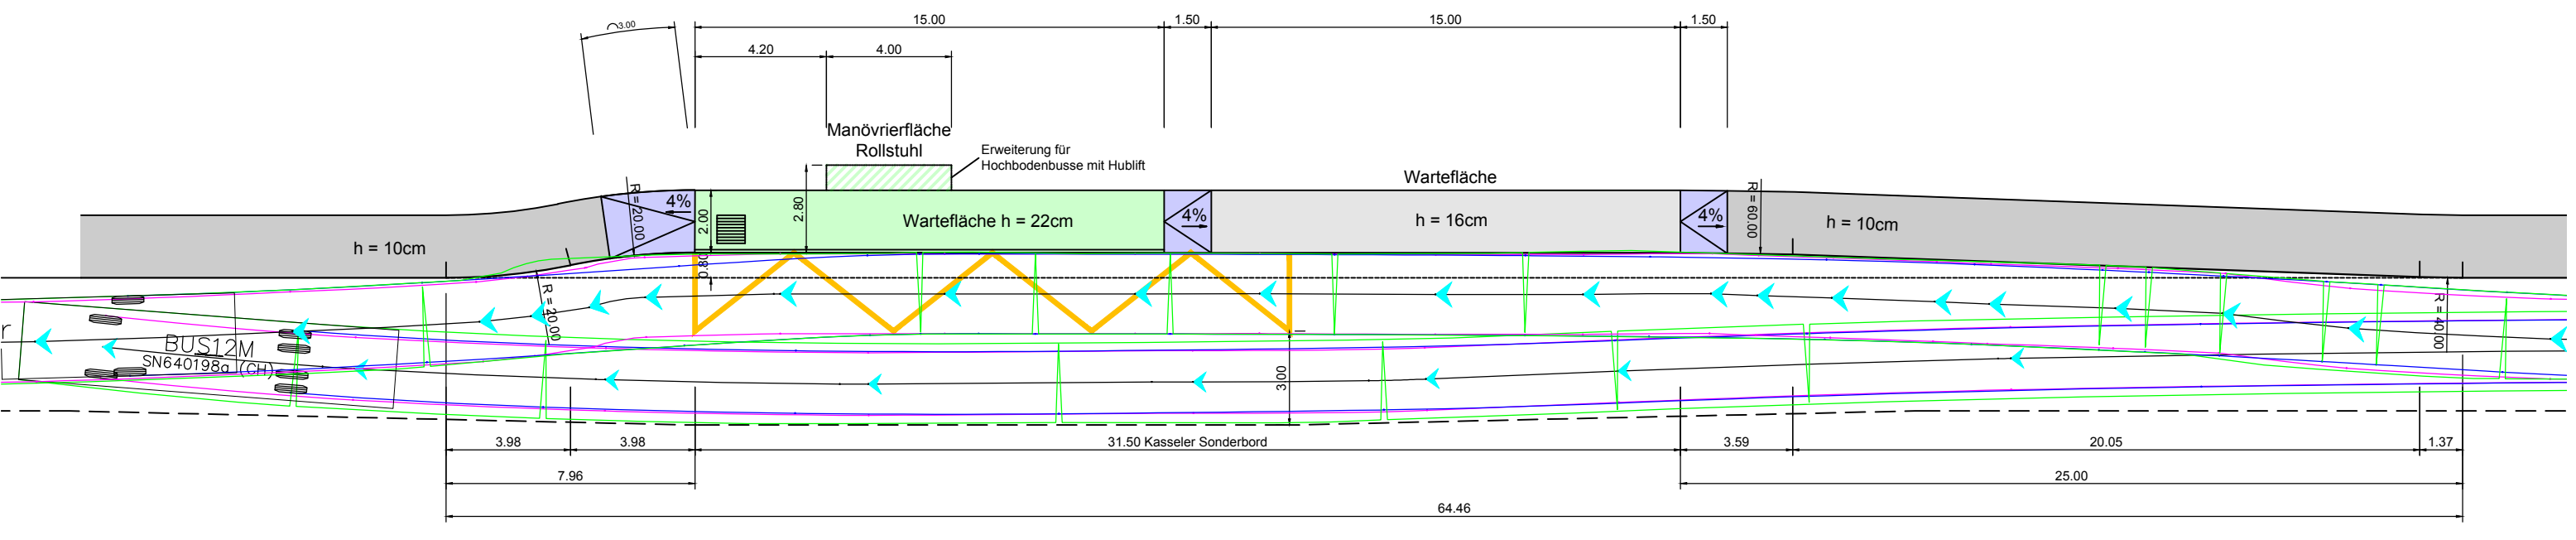 3.00
15.00
1.50
15.00
1.50
4.20
4.00
Manövrierfläche
Rollstuhl
Erweiterung für
Hochbodenbusse mit Hublift
Wartefläche
R = 20.00
4%
2.00
2.80
Wartefläche h = 22cm
4%
h = 16cm
4%
R = 60.00
h = 10cm
h = 10cm
0.80
R = 20.00
R = 40.00
r
BUS12M
SN640198a (CH)
3.00
3.98
3.98
31.50 Kasseler Sonderbord
3.59
20.05
1.37
7.96
25.00
64.46